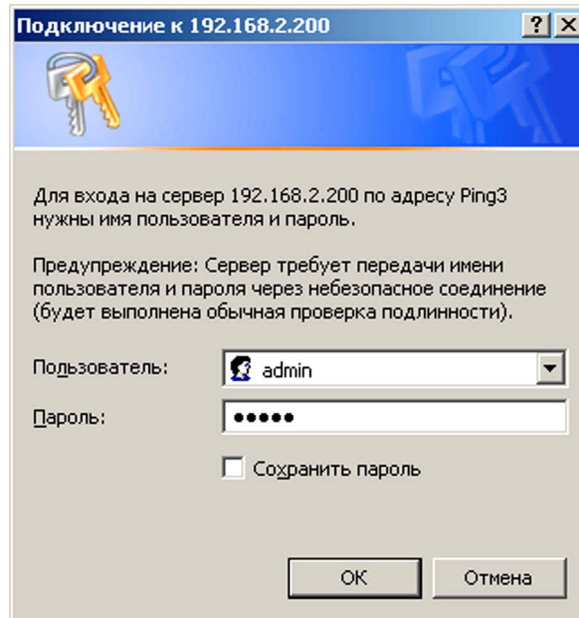 Подключение к 192.168.2.200
Для входа на сервер 192.168.2.200 по адресу Ping3
нужны имя пользователя и пароль.
Предупреждение: Сервер требует передачи имени
пользователя и пароля через небезопасное соединение
(будет выполнена обычная проверка подлинности).
Пользователь: admin
Пароль: •••••
Сохранить пароль
ОК Отмена